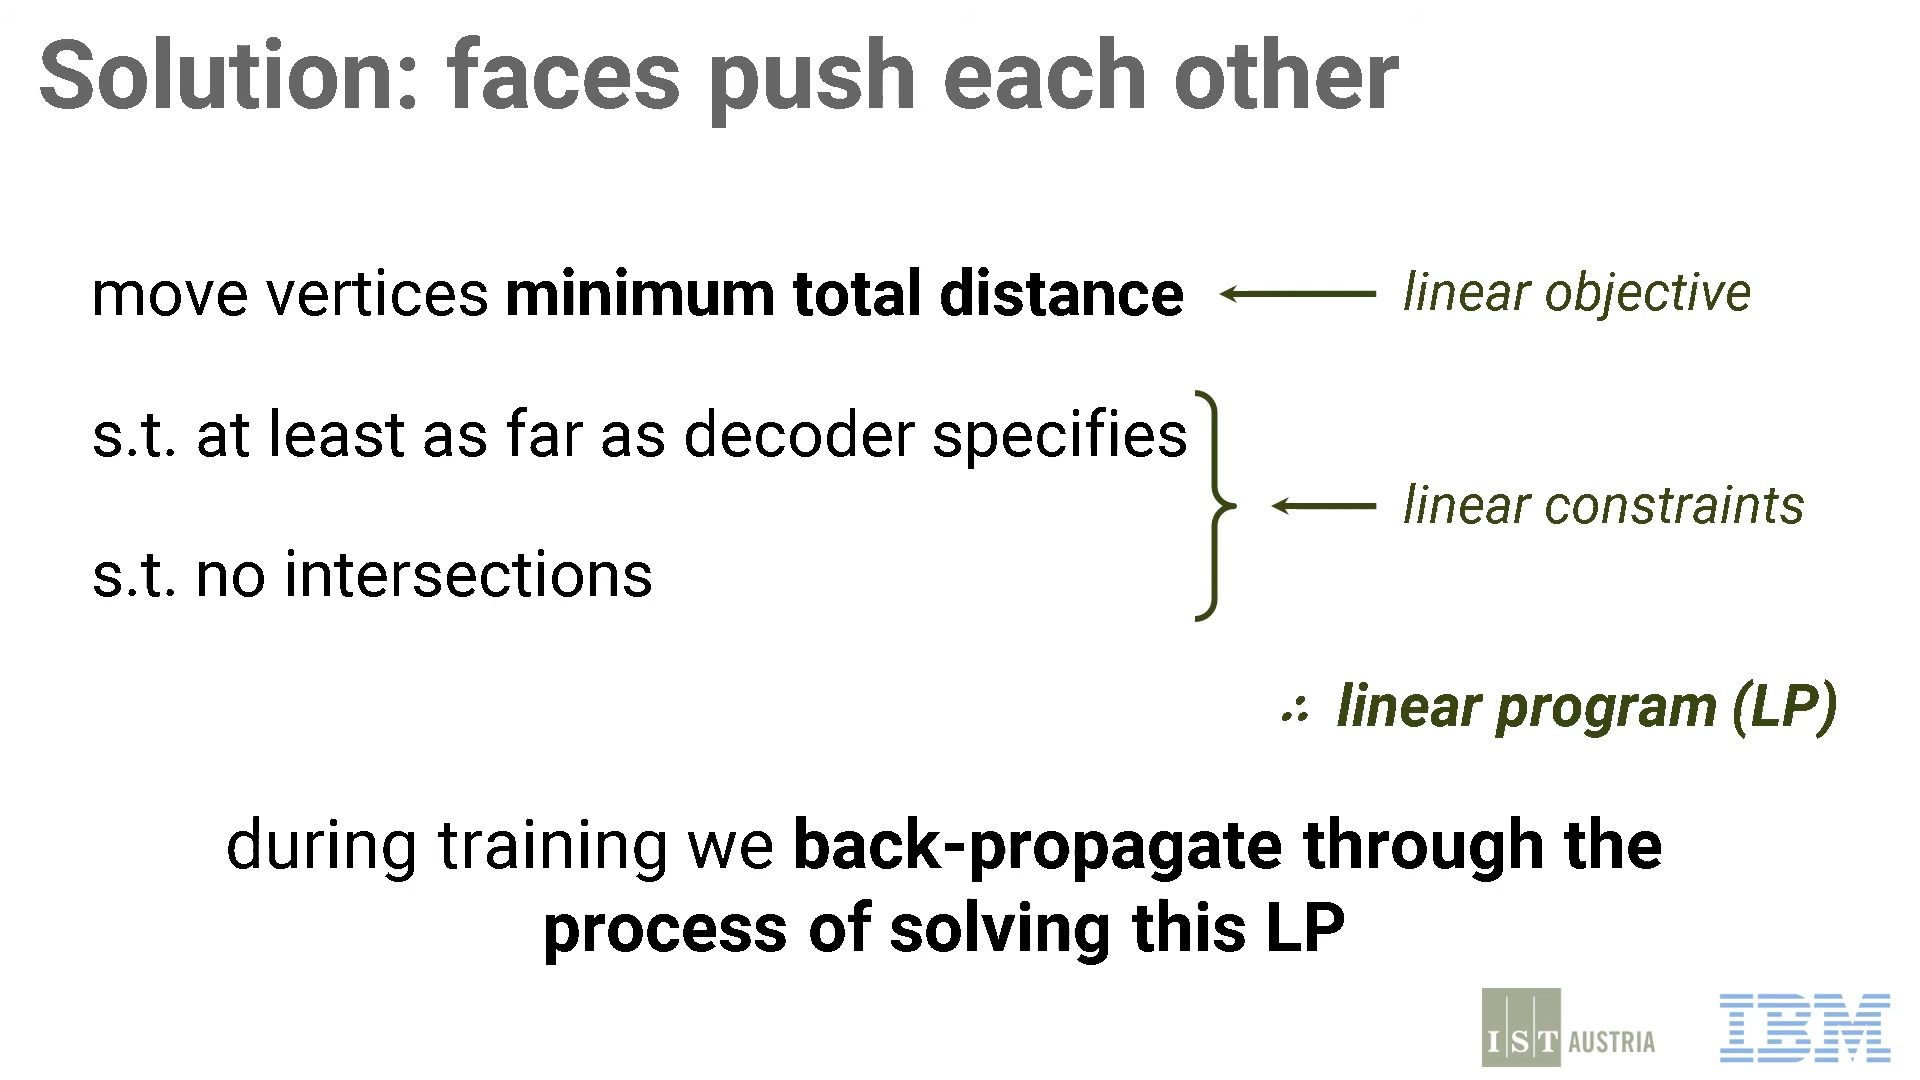 Solution: faces push each other
move vertices minimum total distance
linear objective
s.t. at least as far as decoder specifies
linear constraints
s.t. no intersections
∴ linear program (LP)
during training we back-propagate through the
process of solving this LP
IST AUSTRIA
IBM